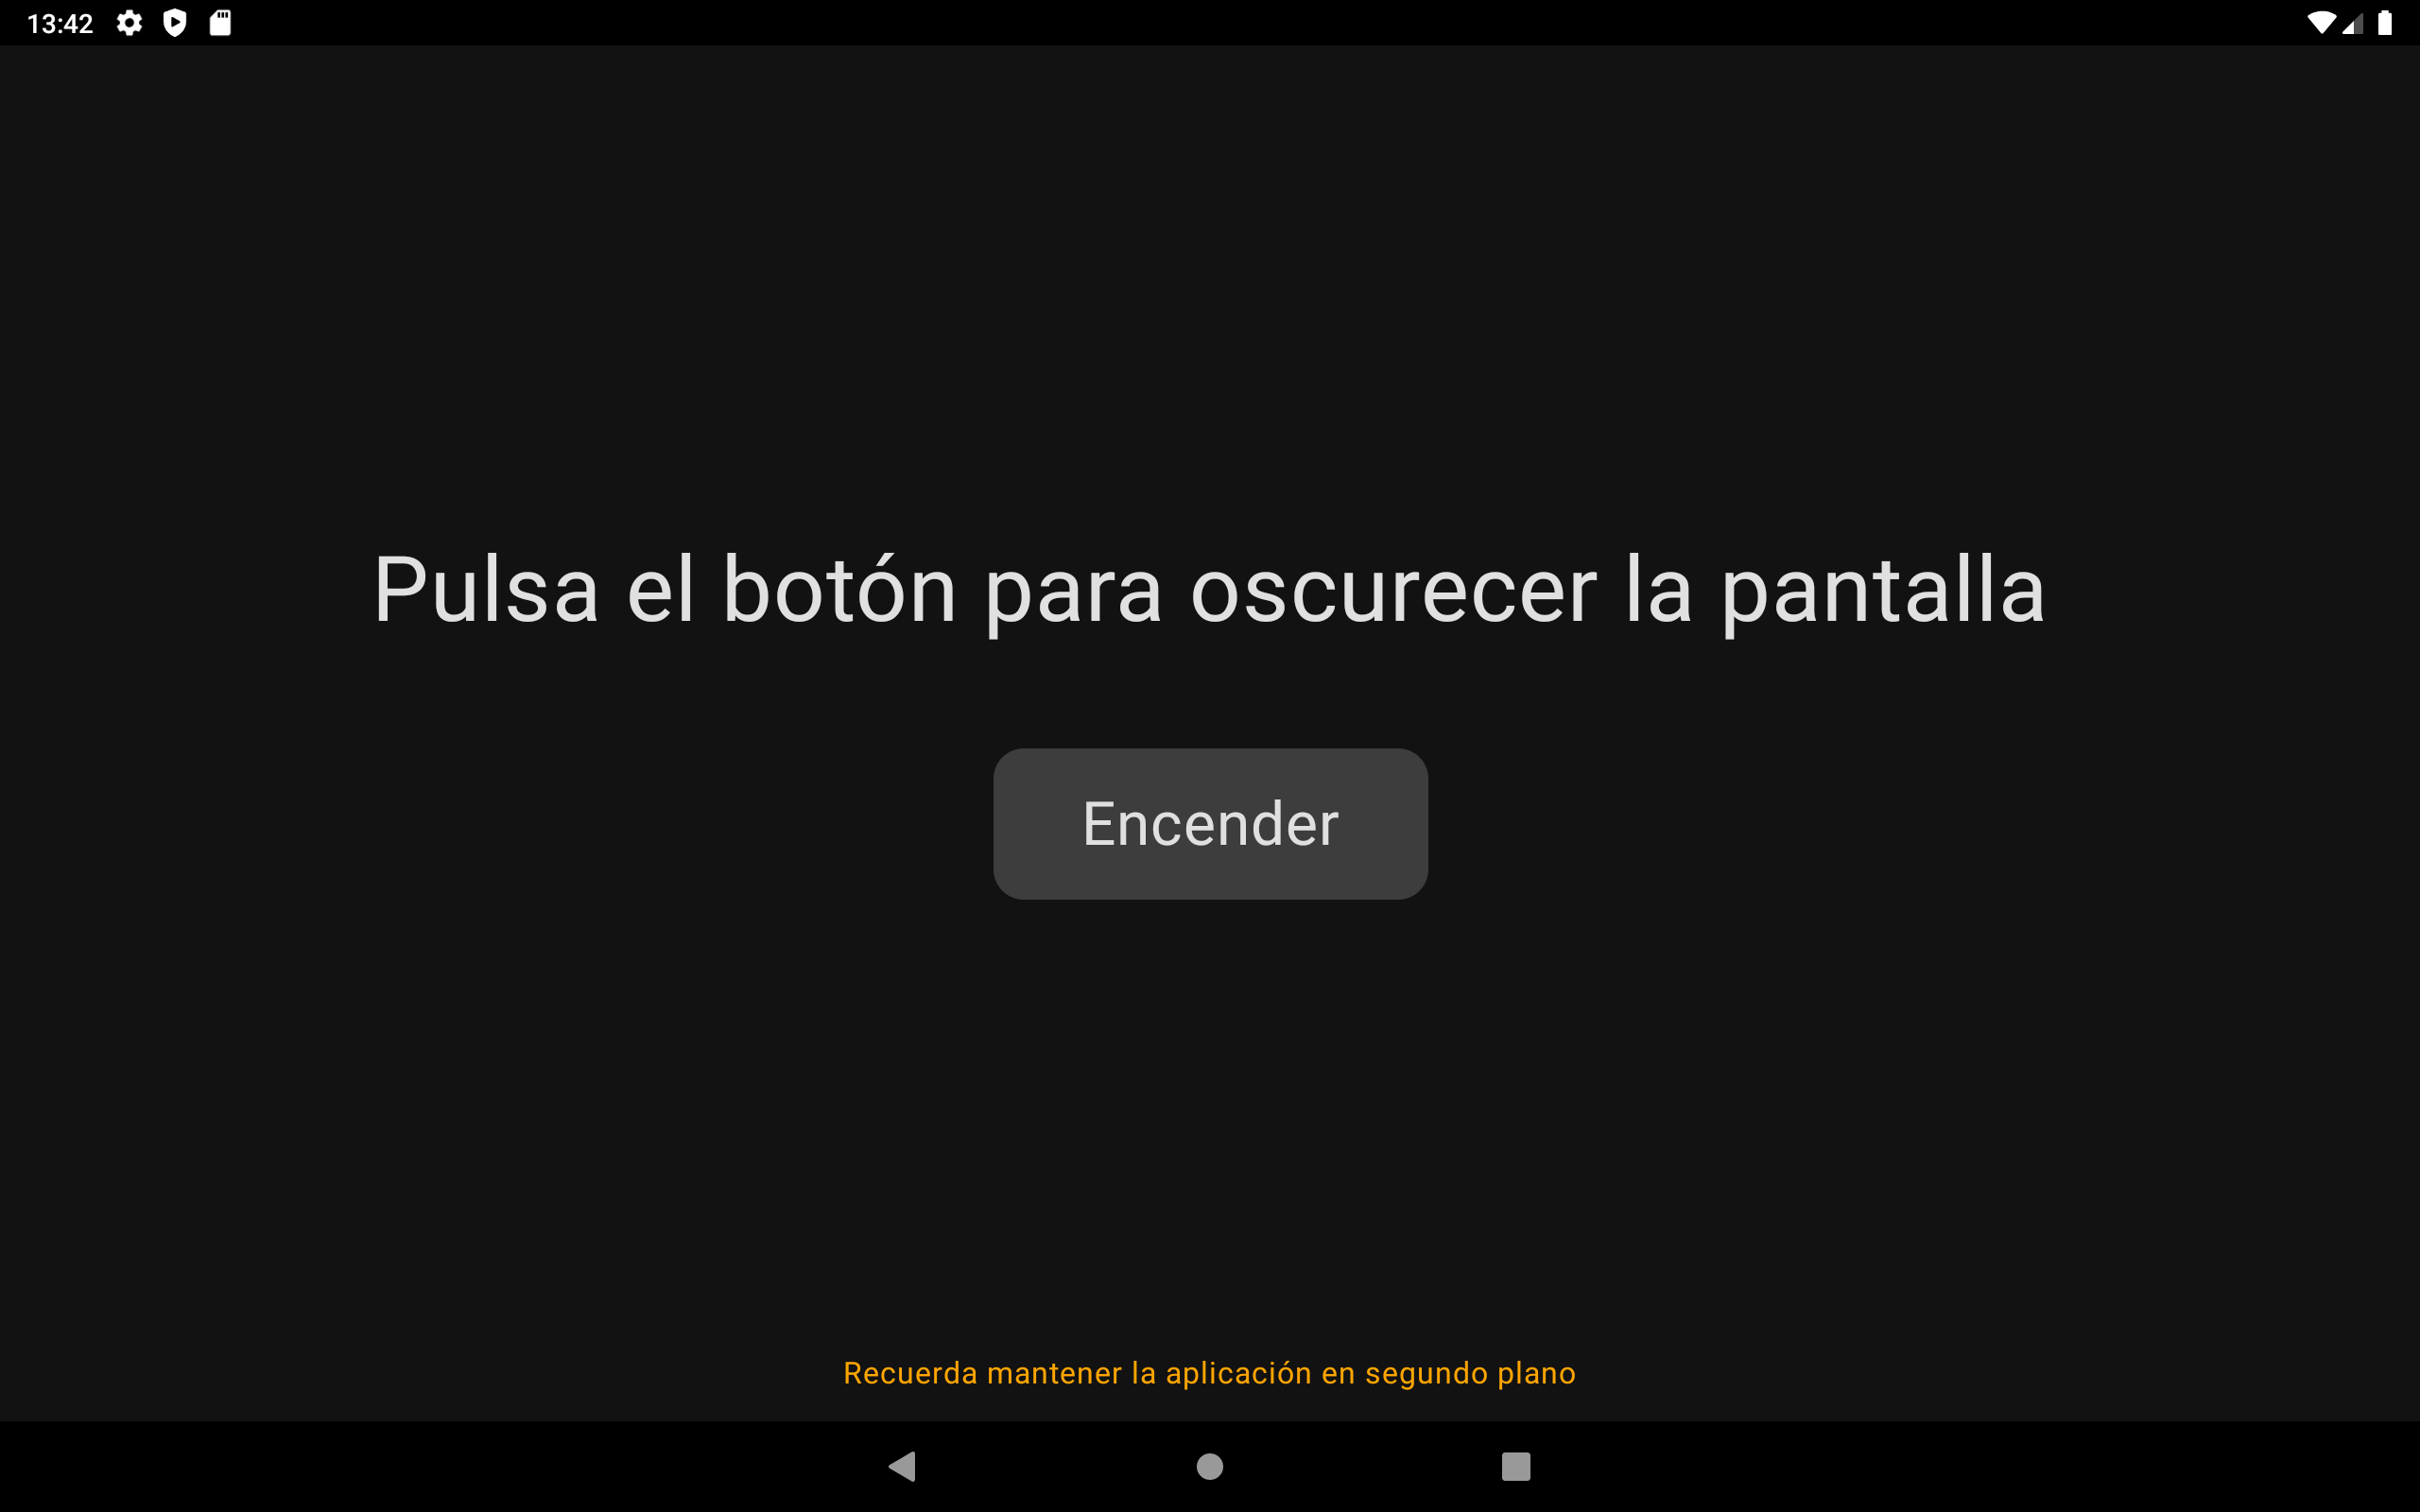 13:42
Pulsa el botón para oscurecer la pantalla
Encender
Recuerda mantener la aplicación en segundo plano